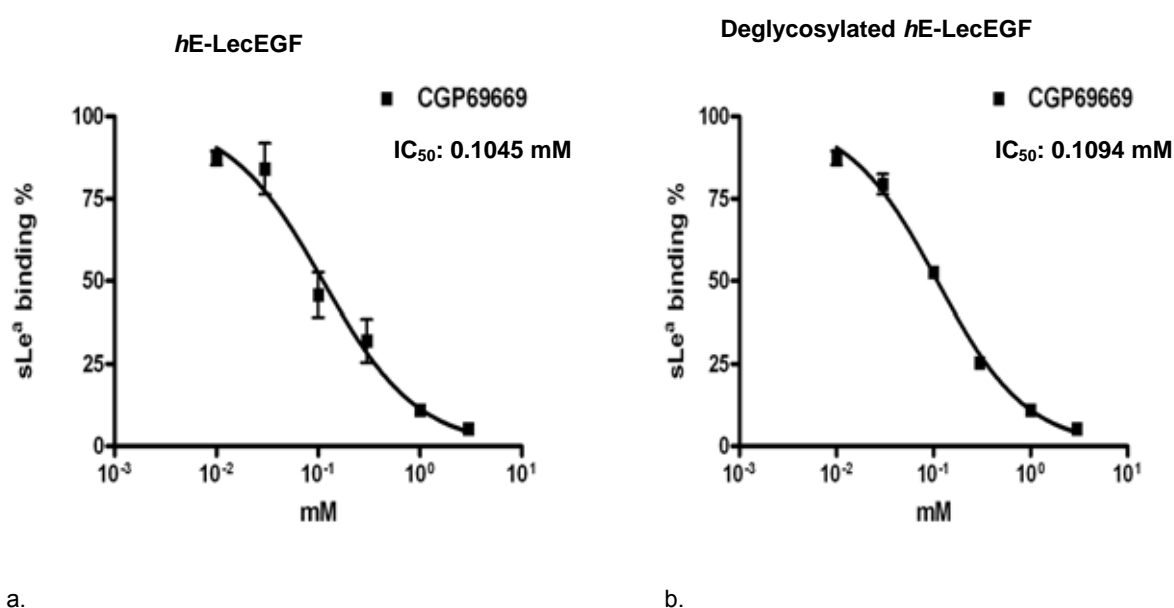 hE-LecEGF
CGP69669
IC₅₀: 0.1045 mM
100
75
50
25
0
sLeᵃ binding %
10⁻³
10⁻²
10⁻¹
10⁰
10¹
mM
a.
Deglycosylated hE-LecEGF
CGP69669
IC₅₀: 0.1094 mM
100
75
50
25
0
sLeᵃ binding %
10⁻³
10⁻²
10⁻¹
10⁰
10¹
mM
b.